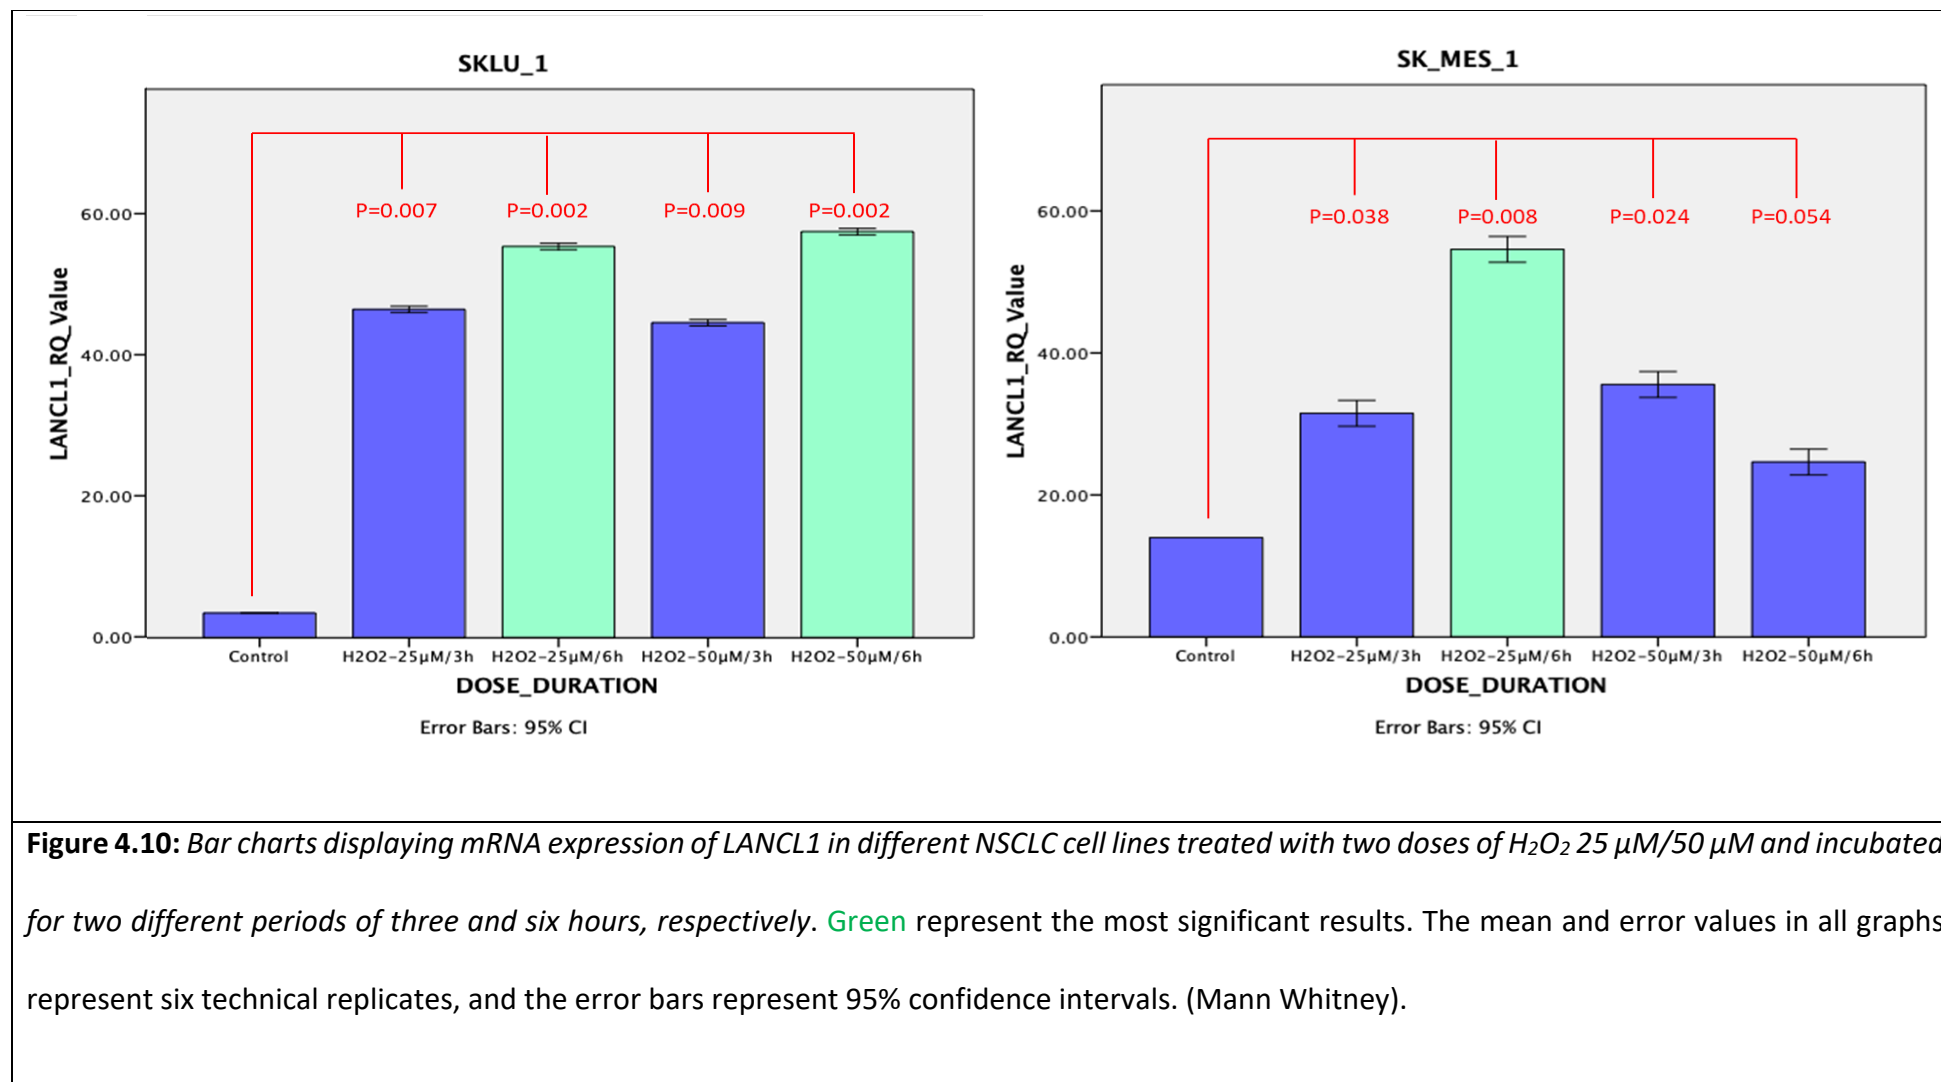 SKLU_1
P=0.007 P=0.002 P=0.009 P=0.002
60.00
40.00
20.00
0.00
LANCL1_RQ_Value
Control H2O2-25μM/3h H2O2-25μM/6h H2O2-50μM/3h H2O2-50μM/6h
DOSE_DURATION
Error Bars: 95% CI
SK_MES_1
P=0.038 P=0.008 P=0.024 P=0.054
60.00
40.00
20.00
0.00
LANCL1_RQ_Value
Control H2O2-25μM/3h H2O2-25μM/6h H2O2-50μM/3h H2O2-50μM/6h
DOSE_DURATION
Error Bars: 95% CI
Figure 4.10: Bar charts displaying mRNA expression of LANCL1 in different NSCLC cell lines treated with two doses of H₂O₂ 25 μM/50 μM and incubated
for two different periods of three and six hours, respectively. Green represent the most significant results. The mean and error values in all graphs
represent six technical replicates, and the error bars represent 95% confidence intervals. (Mann Whitney).